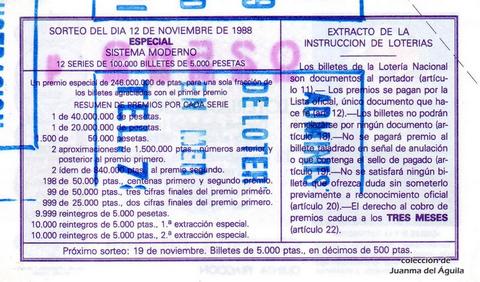 SORTEO DEL DIA 12 DE NOVIEMBRE DE 1988
ESPECIAL
SISTEMA MODERNO
12 SERIES DE 100.000 BILLETES DE 5.000 PESETAS
Un premio especial de 246.000.000 de ptas. para una sola fracción de
los billetes agraciados con el primer premio
RESUMEN DE PREMIOS POR CADA SERIE
1 de 40.000.000 de pesetas.
1 de 20.000.000 de pesetas.
500 de 50.000 pesetas.
2 aproximaciones de 1.500.000 ptas., números anterior y
posterior al primer primero.
2 ídem de 840.000 ptas. al premio segundo.
198 de 50.000 ptas., centenas primero y segundo premio.
99 de 50.000 ptas., tres cifras finales del premio primero.
999 de 25.000 ptas., dos cifras finales del premio primero.
9.999 reintegros de 5.000 pesetas.
10.000 reintegros de 5.000 ptas., 1.ª extracción especial.
10.000 reintegros de 5.000 ptas., 2.ª extracción especial.
EXTRACTO DE LA
INSTRUCCION DE LOTERIAS
Los billetes de la Lotería Nacional
son documentos al portador (artícu-
lo 11).— Los premios se pagan por la
Lista oficial, único documento que ha-
ce fe (art. 12).—Los billetes no podrán
por ningún documento (ar-
No se pagará premio al
billete taladrado en señal de anulación
o que contenga el sello de pagado (ar-
No se satisfará ningún bi-
llete que ofrezca duda sin someterlo
previamente a reconocimiento oficial
(artículo 20).—El derecho al cobro de
premios caduca a los TRES MESES
(artículo 22).
Próximo sorteo: 19 de noviembre. Billetes de 5.000 ptas., en décimos de 500 ptas.
DE LOTER
colección de
Juanma del Águila